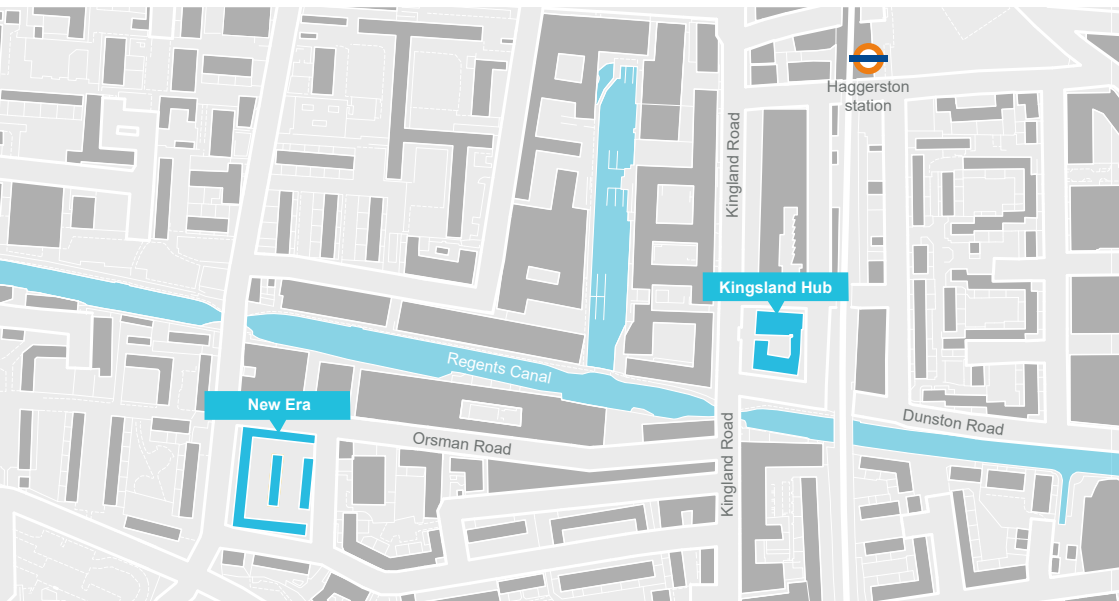 Haggerston
station
Kingland Road
Kingsland Hub
Regents Canal
New Era
Orsman Road
Kingland Road
Dunston Road